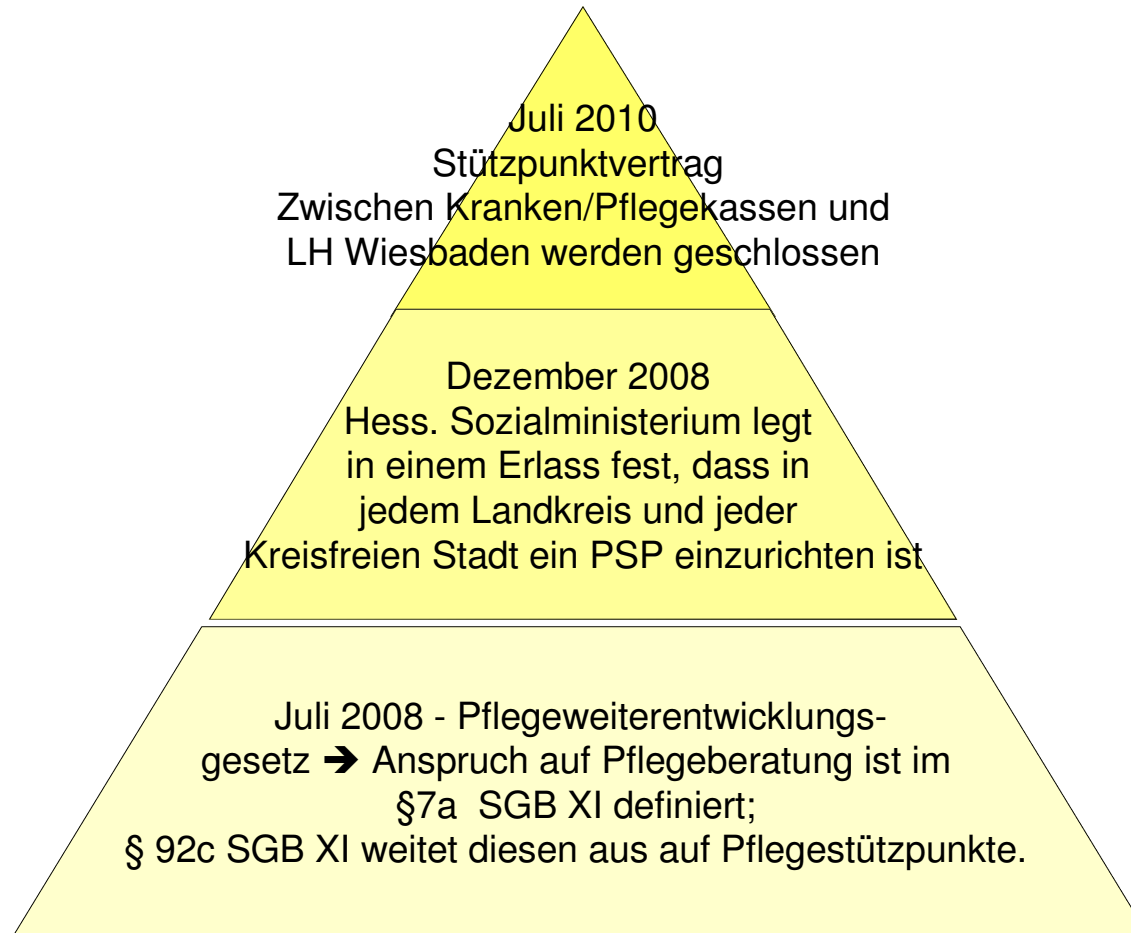 Juli 2010
Stützpunktvertrag
Zwischen Kranken/Pflegekassen und
LH Wiesbaden werden geschlossen
Dezember 2008
Hess. Sozialministerium legt
in einem Erlass fest, dass in
jedem Landkreis und jeder
Kreisfreien Stadt ein PSP einzurichten ist
Juli 2008 - Pflegeweiterentwicklungs-
gesetz ➔ Anspruch auf Pflegeberatung ist im
§7a SGB XI definiert;
§ 92c SGB XI weitet diesen aus auf Pflegestützpunkte.